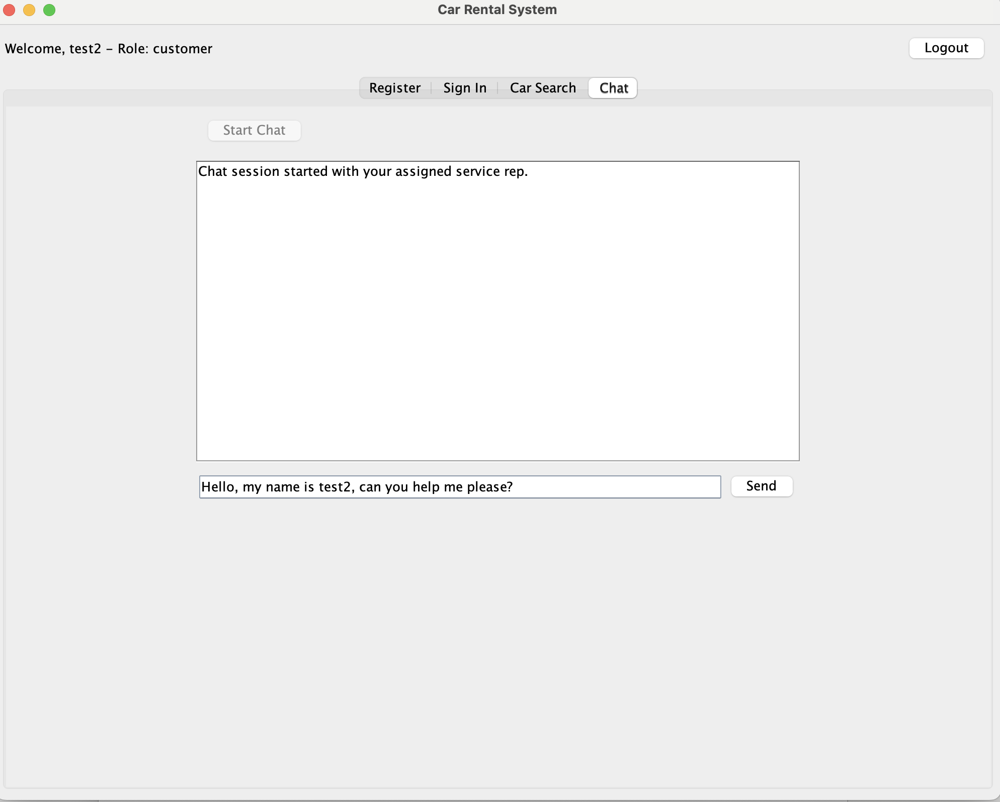 Car Rental System
Welcome, test2 – Role: customer
Logout
Register
Sign In
Car Search
Chat
Start Chat
Chat session started with your assigned service rep.
Hello, my name is test2, can you help me please?
Send